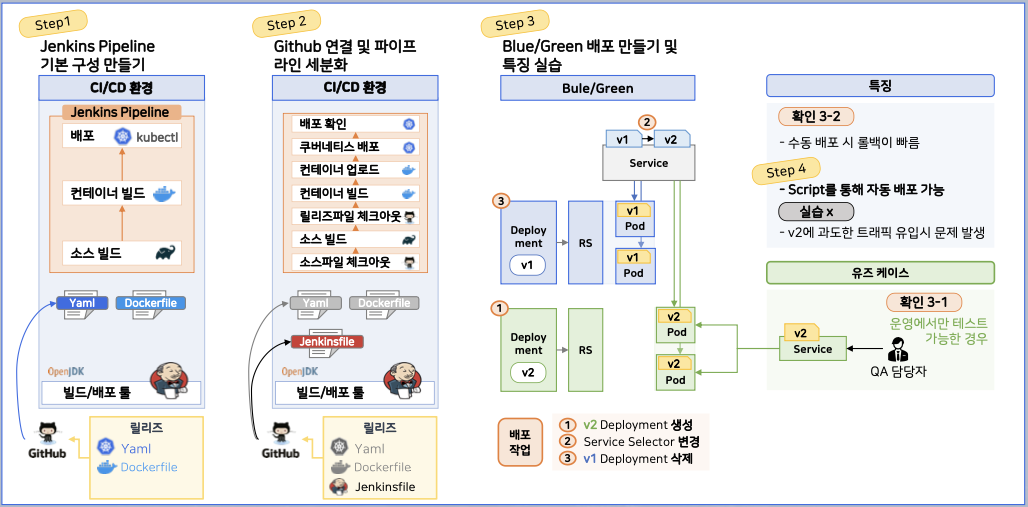 Step1
Jenkins Pipeline
기본 구성 만들기
CI/CD 환경
Jenkins Pipeline
배포
kubectl
컨테이너 빌드
소스 빌드
Yaml
Dockerfile
OpenJDK
빌드/배포 툴
GitHub
릴리즈
Yaml
Dockerfile
Step 2
Github 연결 및 파이프
라인 세분화
CI/CD 환경
배포 확인
쿠버네티스 배포
컨테이너 업로드
컨테이너 빌드
릴리즈파일 체크아웃
소스 빌드
소스파일 체크아웃
Yaml
Dockerfile
Jenkinsfile
OpenJDK
빌드/배포 툴
GitHub
릴리즈
Yaml
Dockerfile
Jenkinsfile
Step 3
Blue/Green 배포 만들기 및
특징 실습
Bule/Green
2
v1
v2
Service
3
Deploy
ment
v1
RS
v1
Pod
v1
Pod
1
Deploy
ment
v2
RS
v2
Pod
v2
Pod
배포
작업
1 v2 Deployment 생성
2 Service Selector 변경
3 v1 Deployment 삭제
특징
확인 3-2
- 수동 배포 시 롤백이 빠름
Step 4
- Script를 통해 자동 배포 가능
실습 x
- v2에 과도한 트래픽 유입시 문제 발생
유즈 케이스
확인 3-1
운영에서만 테스트
가능한 경우
v2
Service
QA 담당자